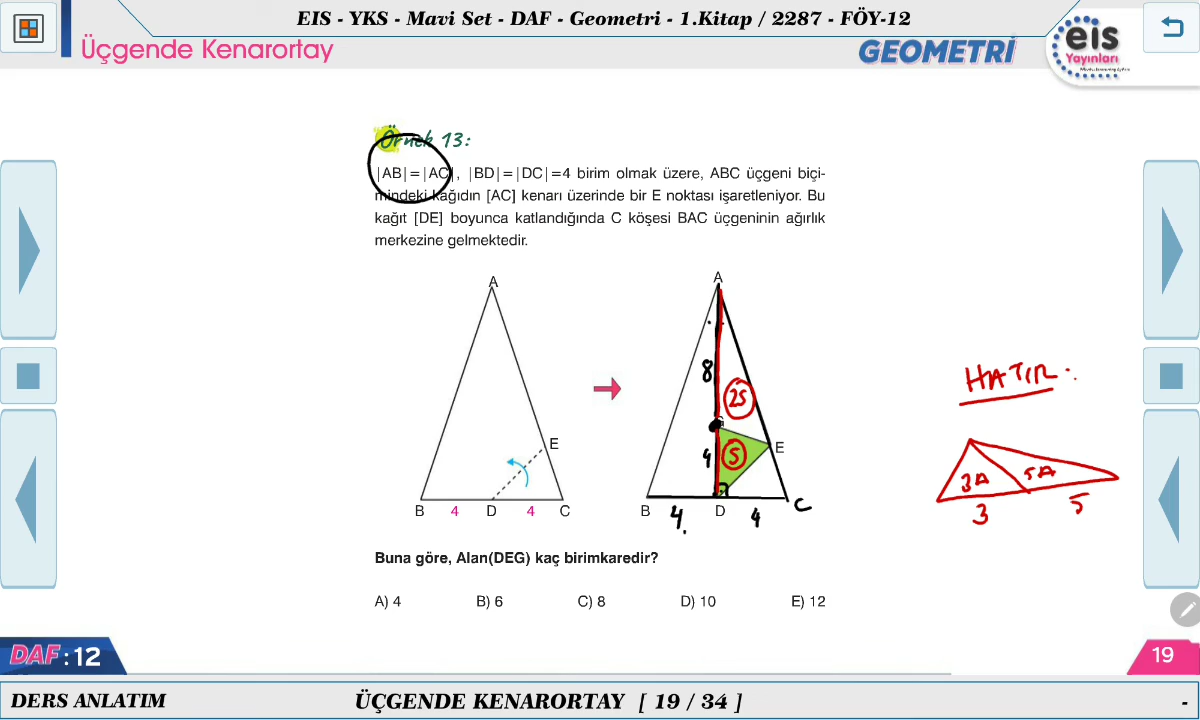 EIS - YKS - Mavi Set - DAF - Geometri - 1.Kitap / 2287 - FÖY-12
Üçgende Kenarortay
GEOMETRİ
eis
Yayınları
Örnek 13:
|AB|=|AC|, |BD|=|DC|=4 birim olmak üzere, ABC üçgeni biçi-
mindeki kağıdın [AC] kenarı üzerinde bir E noktası işaretleniyor. Bu
kağıt [DE] boyunca katlandığında C köşesi BAC üçgeninin ağırlık
merkezine gelmektedir.
A
E
B 4 D 4 C
A
8
2S
G
4
S
E
B D C
4. 4
HATIR.
3A 5A
3 5
Buna göre, Alan(DEG) kaç birimkaredir?
A) 4 B) 6 C) 8 D) 10 E) 12
DAF:12
19
DERS ANLATIM ÜÇGENDE KENARORTAY [ 19 / 34 ] -